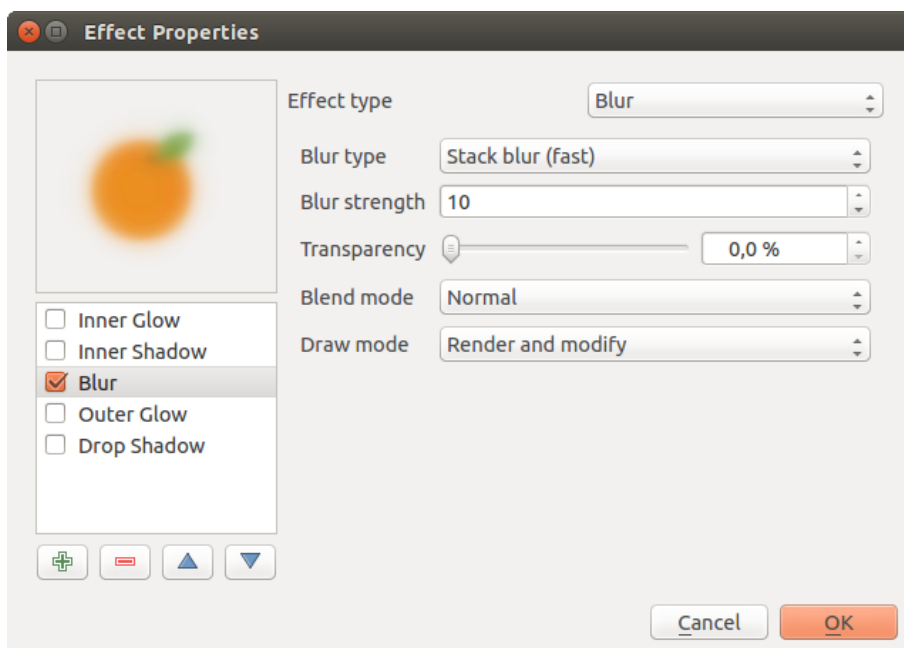 Effect Properties
Effect type Blur
Blur type Stack blur (fast)
Blur strength 10
Transparency 0,0 %
Blend mode Normal
Draw mode Render and modify
Inner Glow
Inner Shadow
Blur
Outer Glow
Drop Shadow
Cancel OK